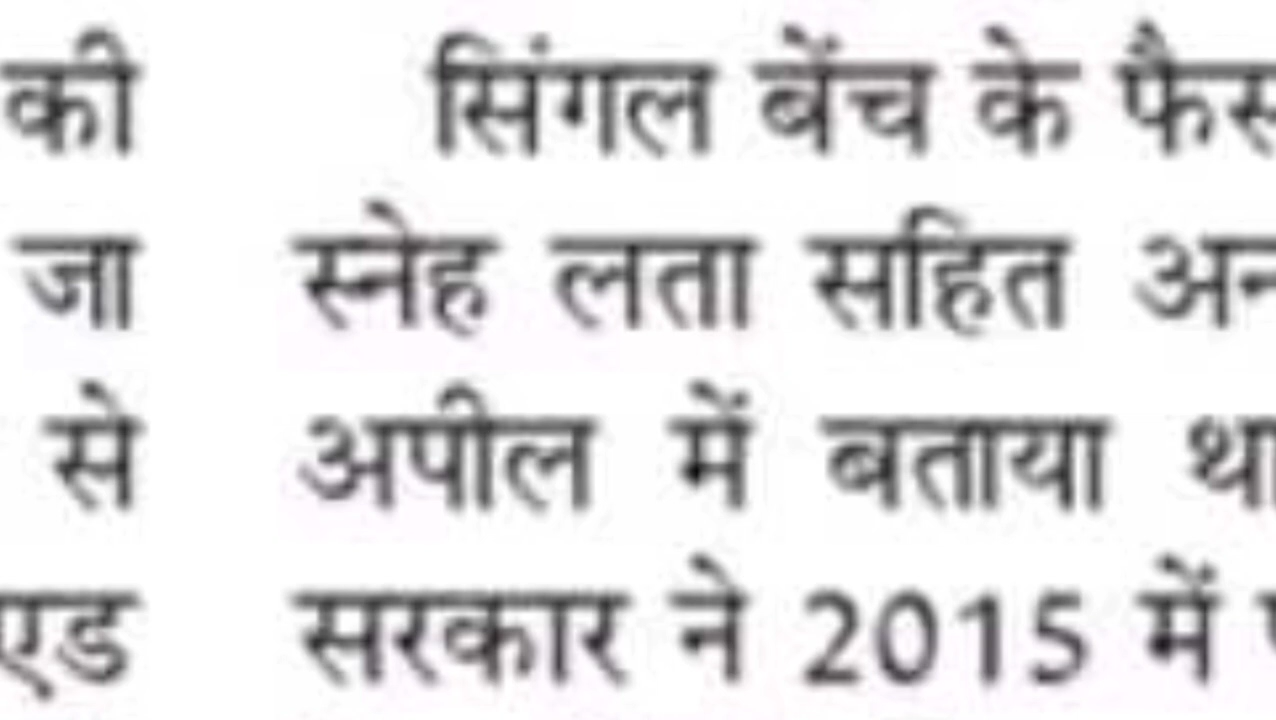 की
जा
से
एड
सिंगल बेंच के
स्नेह लता सहित
अपील में बताया था
सरकार ने 2015 में